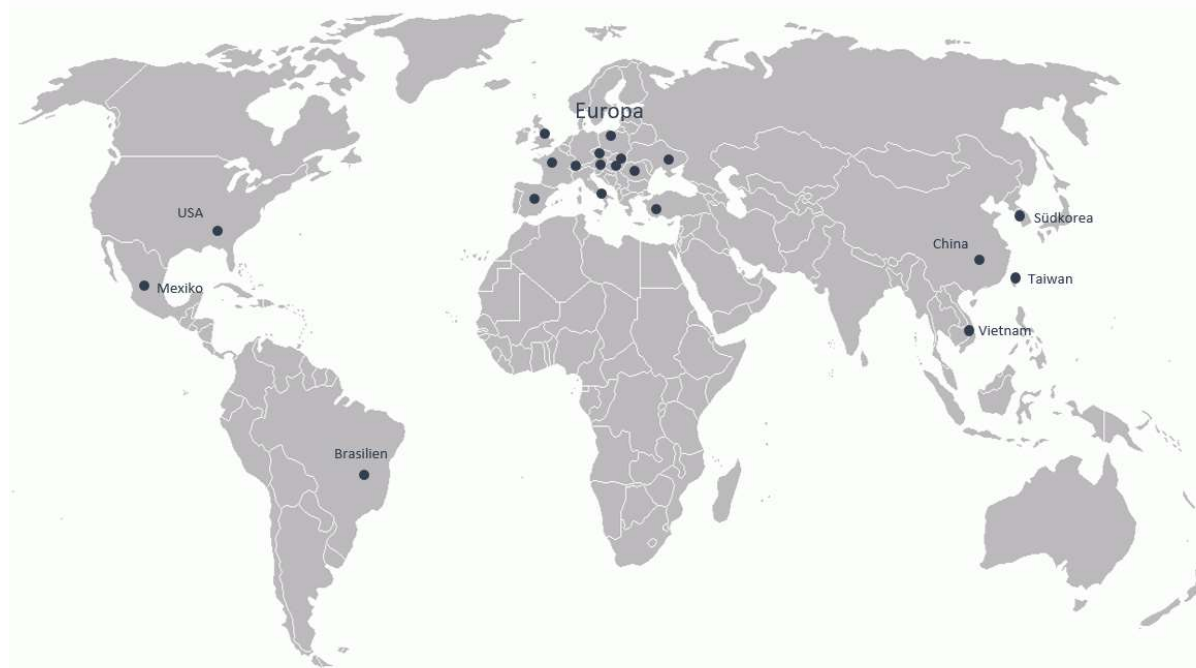 Europa
USA
Südkorea
China
Taiwan
Mexiko
Vietnam
Brasilien